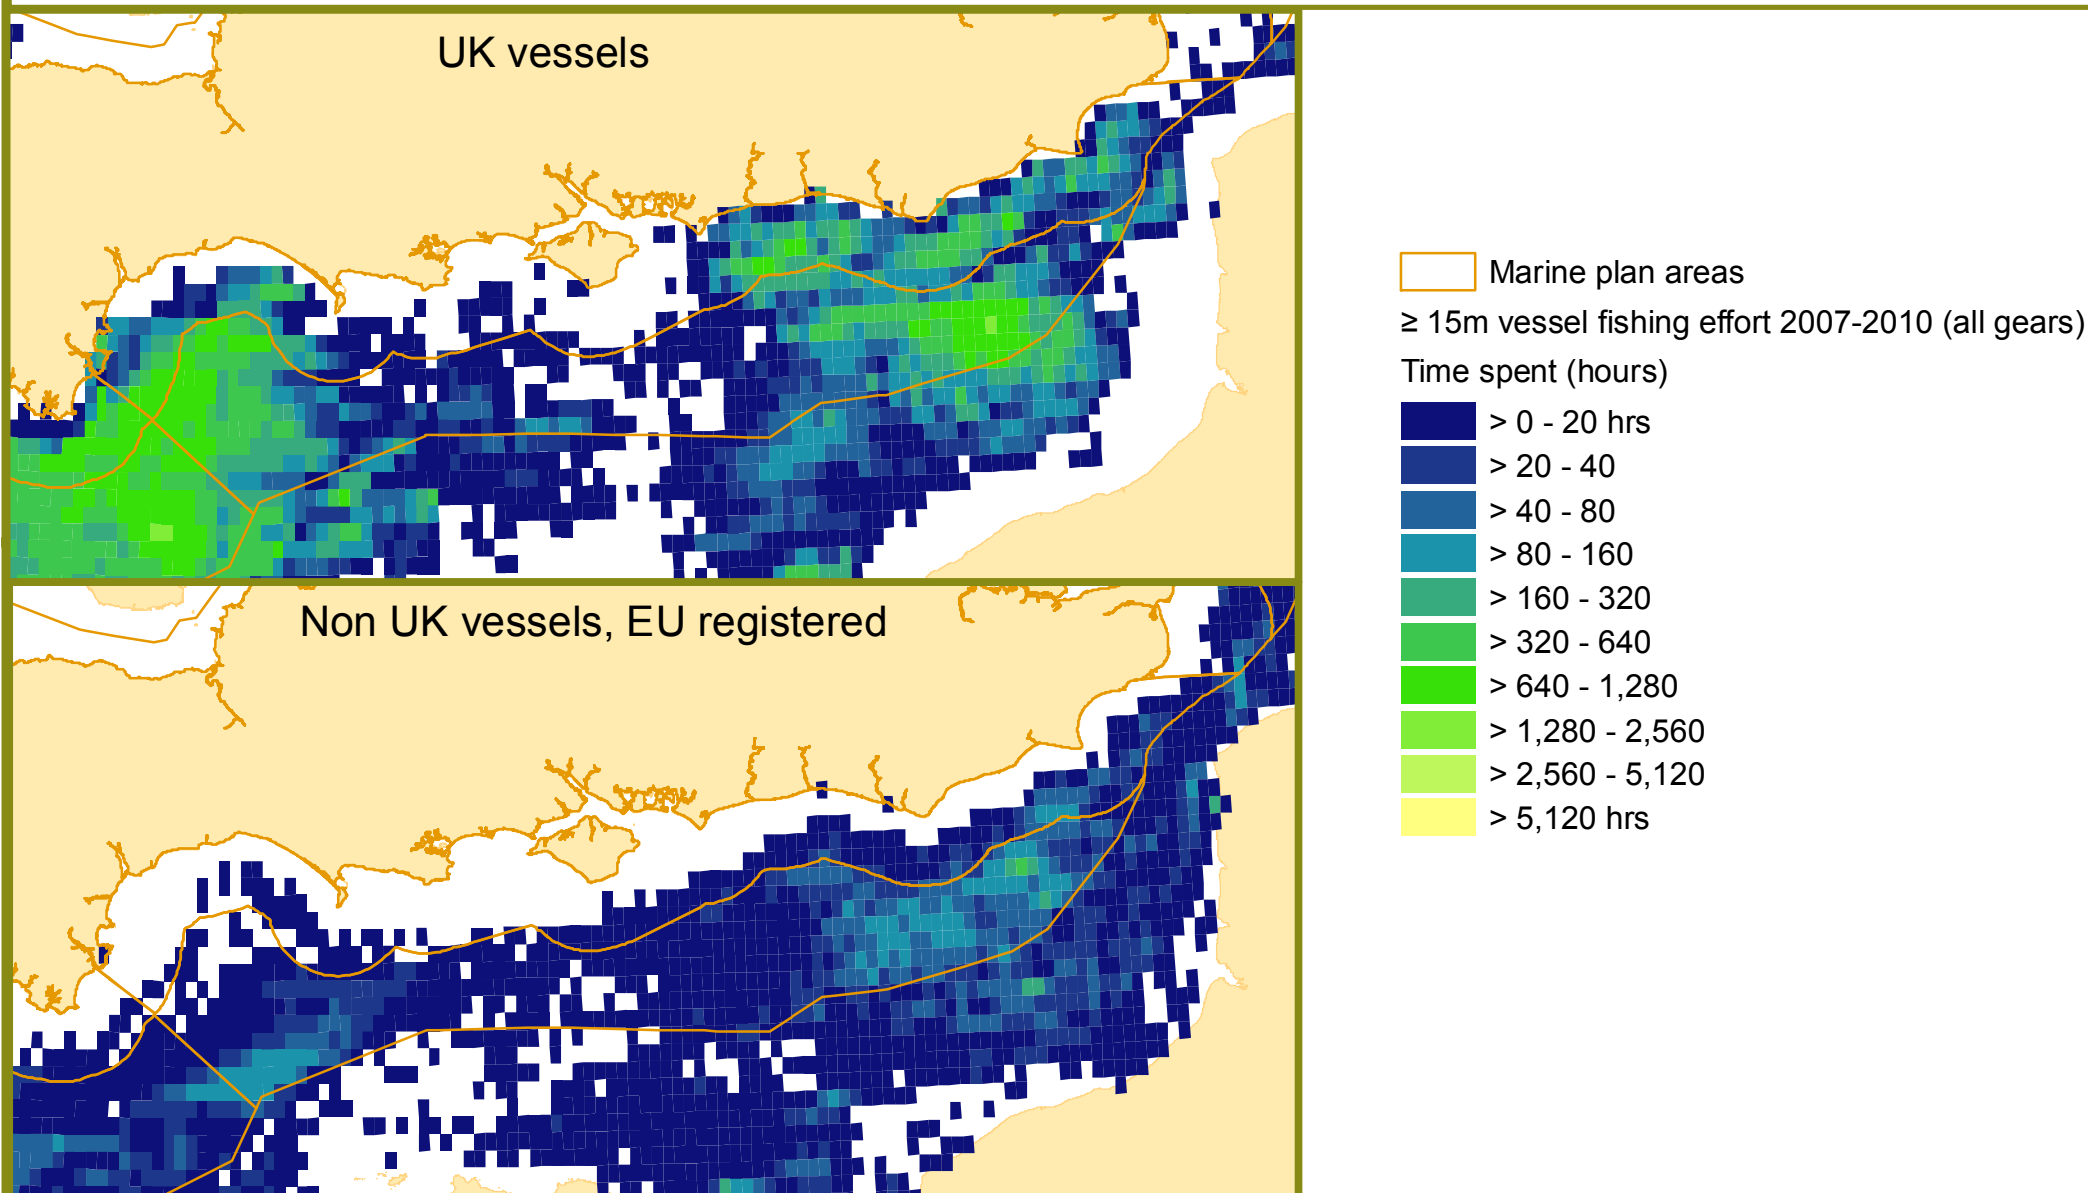 UK vessels
Non UK vessels, EU registered
Marine plan areas
≥ 15m vessel fishing effort 2007-2010 (all gears)
Time spent (hours)
> 0 - 20 hrs
> 20 - 40
> 40 - 80
> 80 - 160
> 160 - 320
> 320 - 640
> 640 - 1,280
> 1,280 - 2,560
> 2,560 - 5,120
> 5,120 hrs